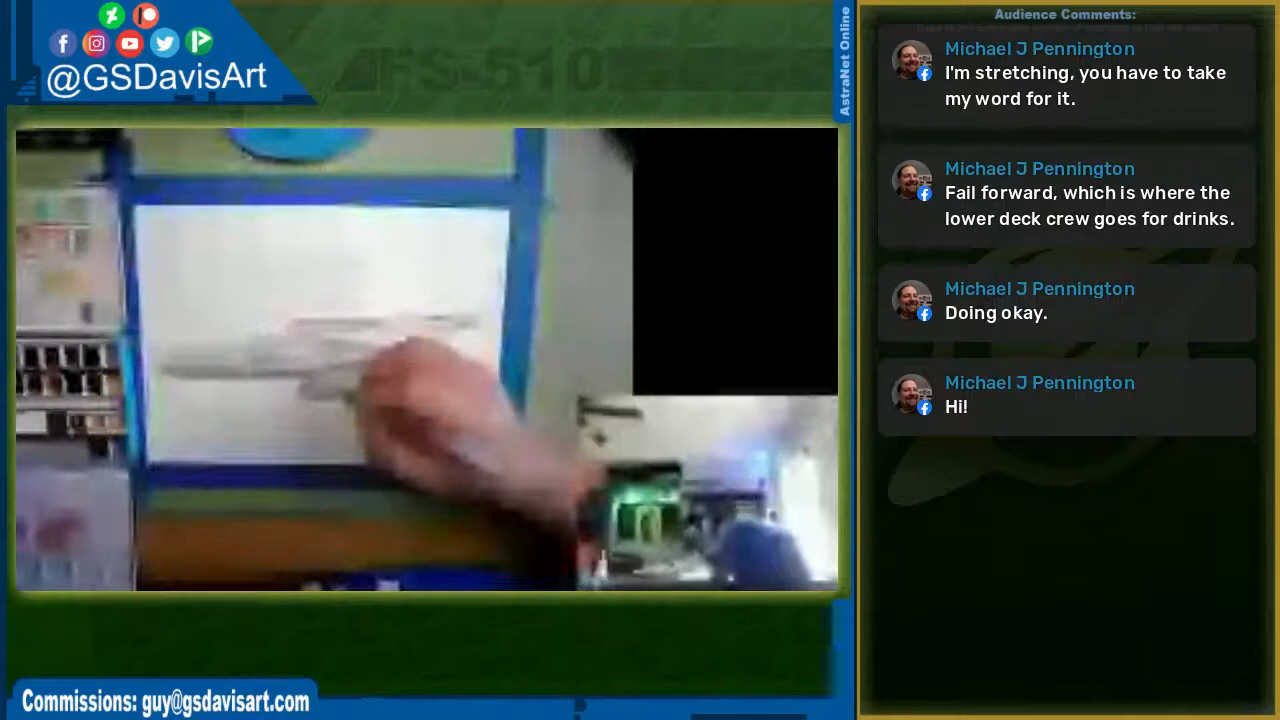 @GSDavisArt
AstraNet Online
Audience Comments:
Michael J Pennington
I'm stretching, you have to take
my word for it.
Michael J Pennington
Fail forward, which is where the
lower deck crew goes for drinks.
Michael J Pennington
Doing okay.
Michael J Pennington
Hi!
Commissions: guy@gsdavisart.com